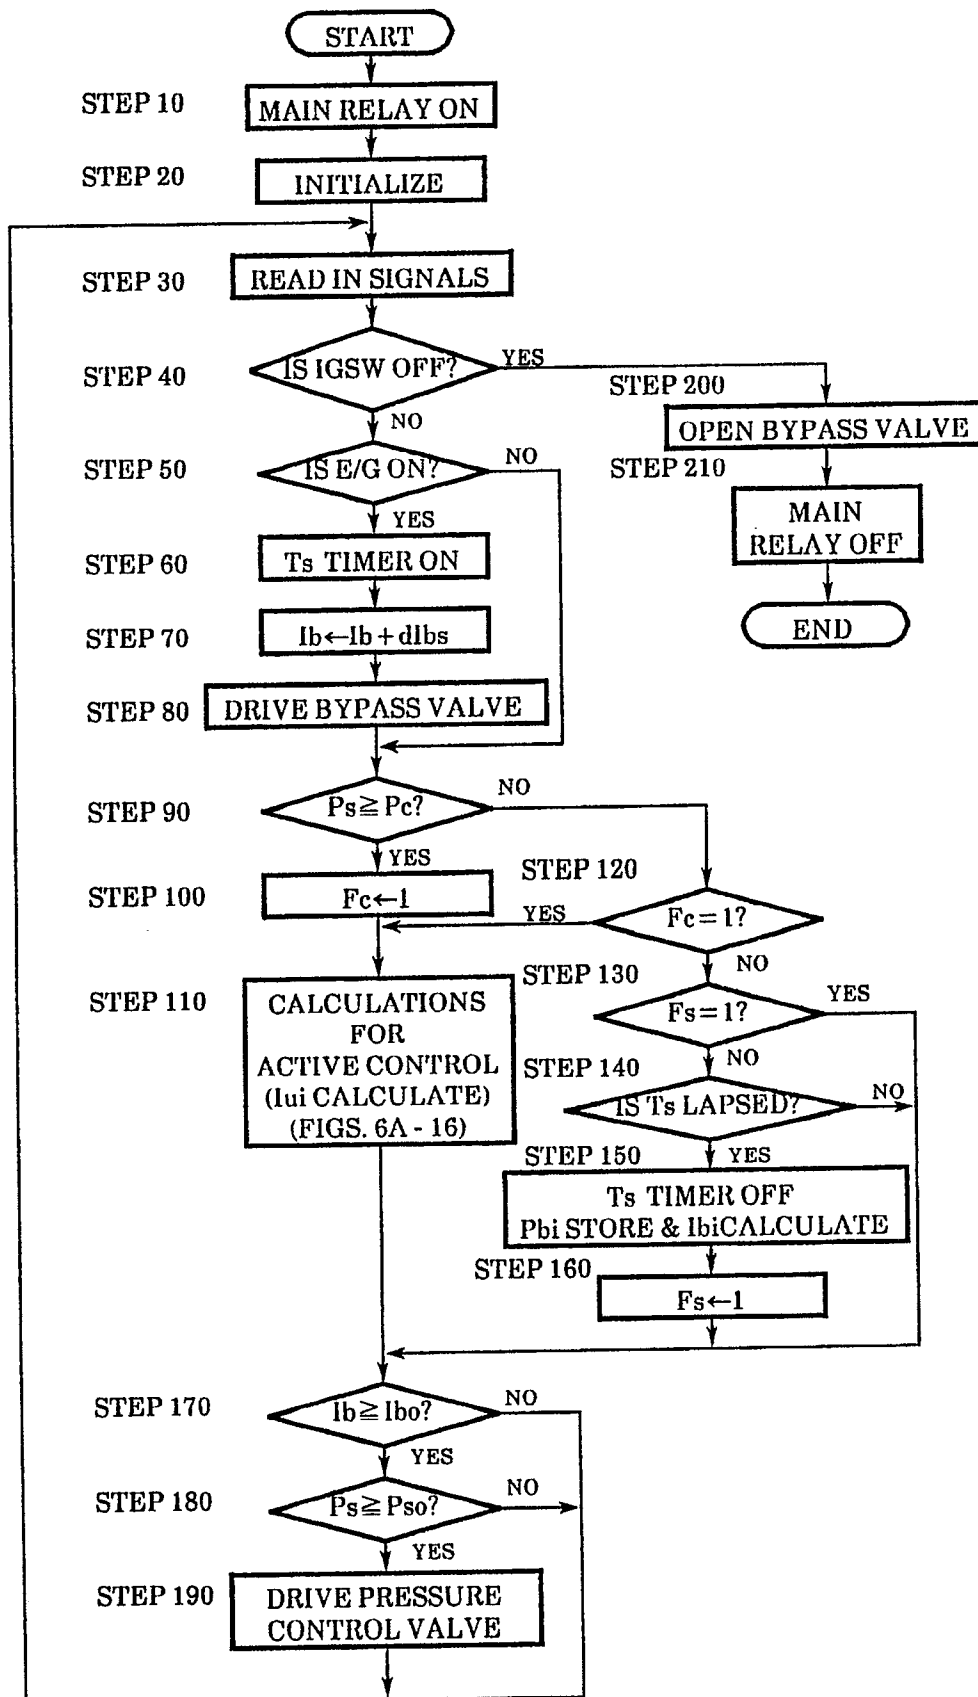 START
STEP 10
MAIN RELAY ON
STEP 20
INITIALIZE
STEP 30
READ IN SIGNALS
STEP 40
IS IGSW OFF?
YES
NO
STEP 200
OPEN BYPASS VALVE
STEP 210
MAIN
RELAY OFF
END
STEP 50
IS E/G ON?
NO
YES
STEP 60
Ts TIMER ON
STEP 70
Ib←Ib+dIbs
STEP 80
DRIVE BYPASS VALVE
STEP 90
Ps≧Pc?
NO
YES
STEP 100
Fc←1
STEP 120
Fc=1?
YES
NO
STEP 110
CALCULATIONS
FOR
ACTIVE CONTROL
(Iui CALCULATE)
(FIGS. 6A - 16)
STEP 130
Fs=1?
YES
NO
STEP 140
IS Ts LAPSED?
NO
YES
STEP 150
Ts TIMER OFF
Pbi STORE & IbiCALCULATE
STEP 160
Fs←1
STEP 170
Ib≧Ibo?
NO
YES
STEP 180
Ps≧Pso?
NO
YES
STEP 190
DRIVE PRESSURE
CONTROL VALVE